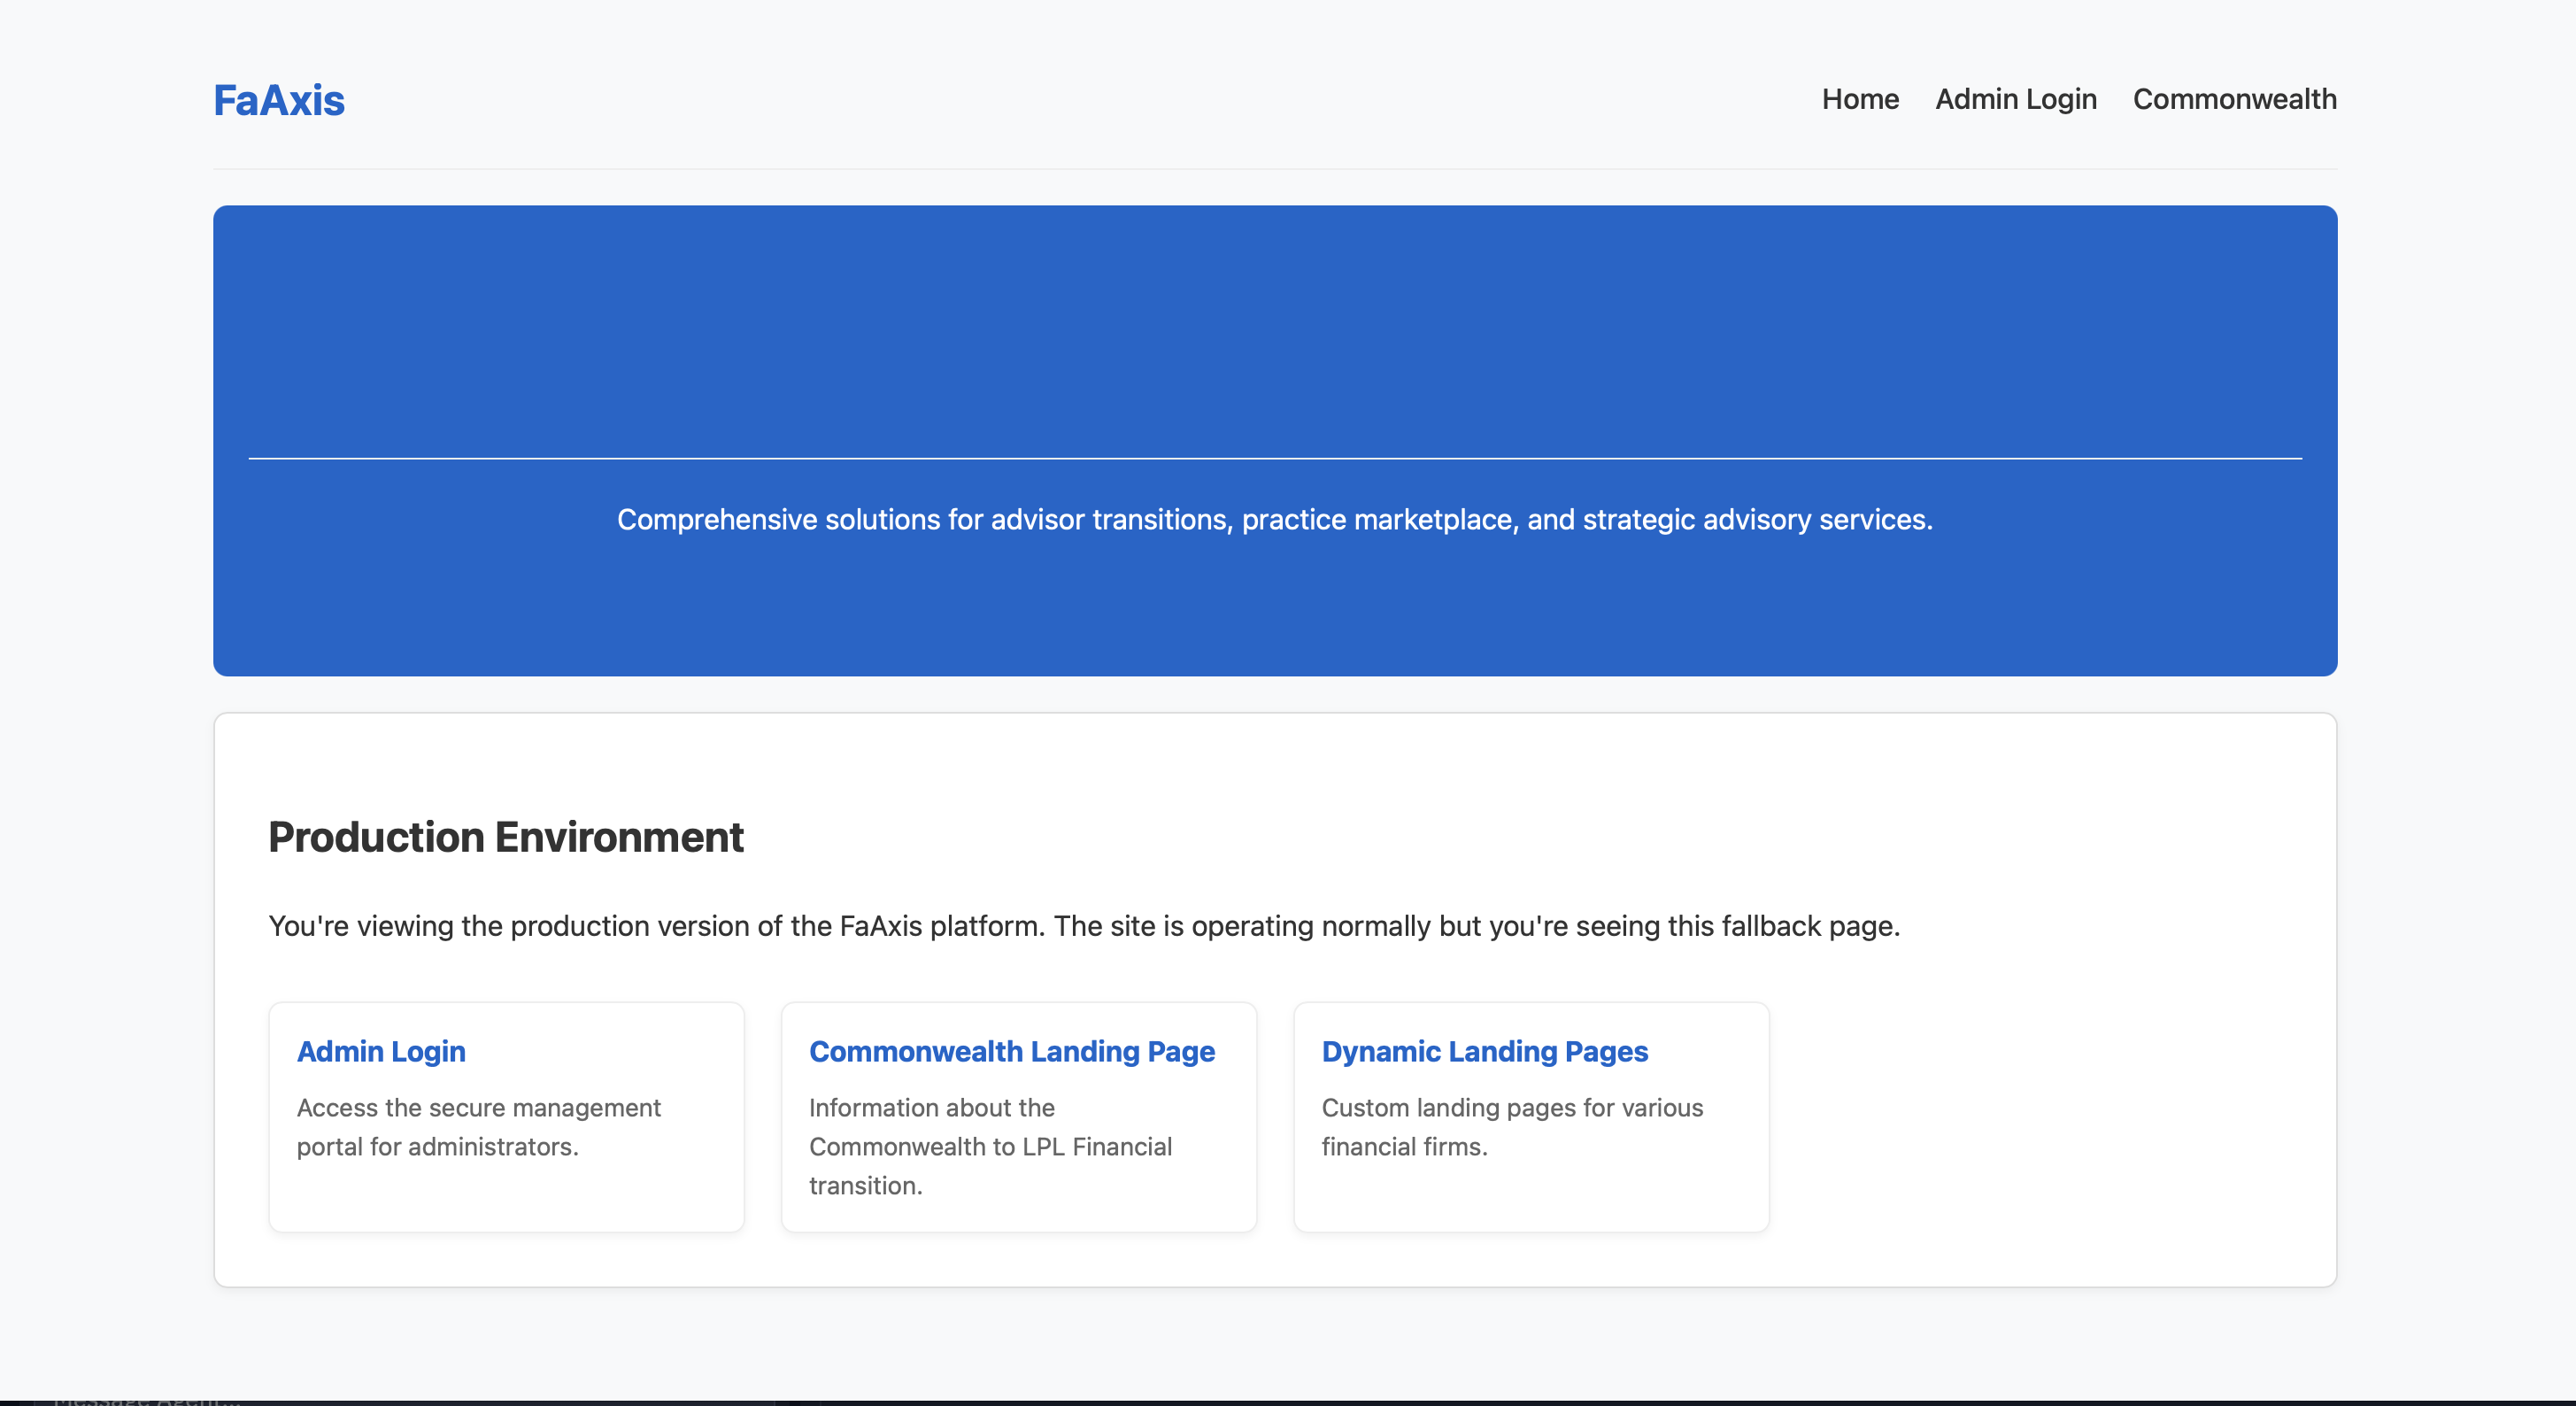 FaAxis
Home
Admin Login
Commonwealth
Comprehensive solutions for advisor transitions, practice marketplace, and strategic advisory services.
Production Environment
You're viewing the production version of the FaAxis platform. The site is operating normally but you're seeing this fallback page.
Admin Login
Access the secure management
portal for administrators.
Commonwealth Landing Page
Information about the
Commonwealth to LPL Financial
transition.
Dynamic Landing Pages
Custom landing pages for various
financial firms.